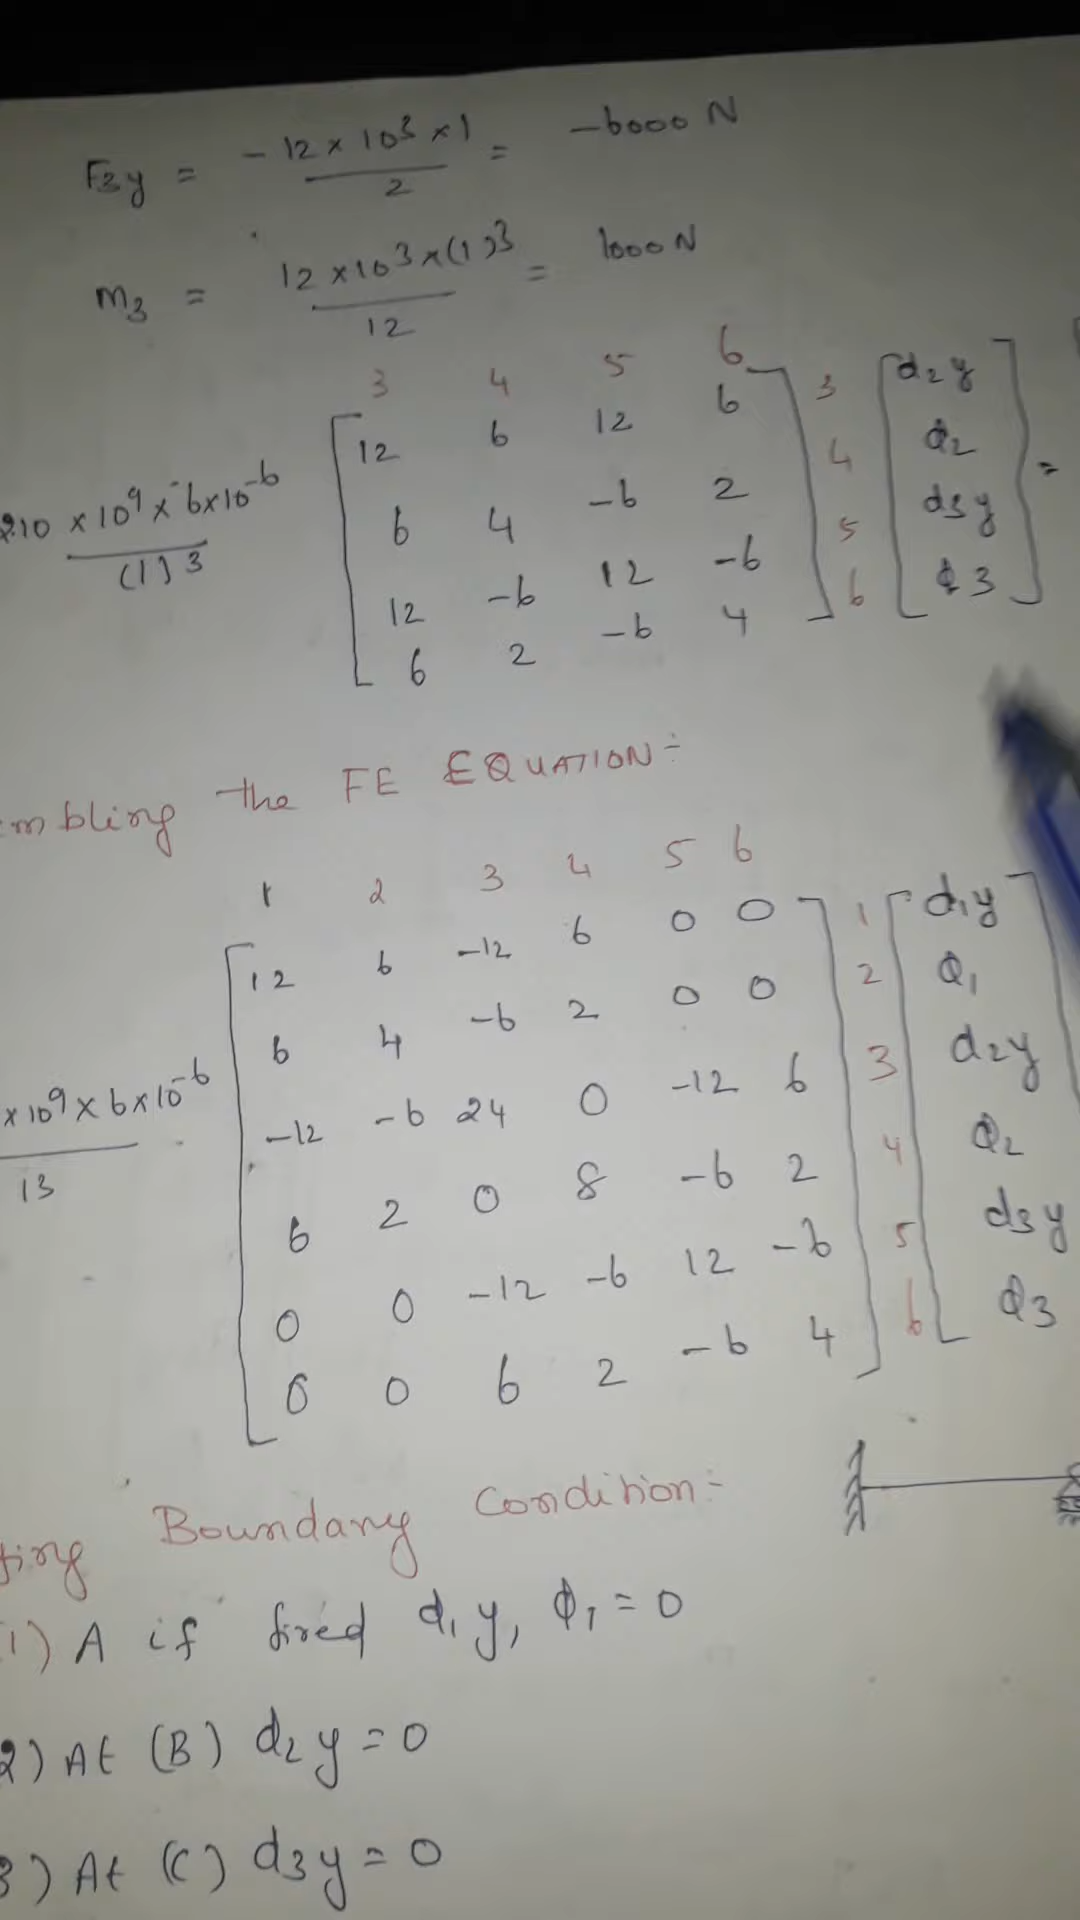 F3y = - 12 × 10³ × 1 / 2 = - 6000 N
m3 = 12 × 10³ × (1)³ / 12 = 1000 N
3 4 5 6
210 × 10⁹ × 6×10⁻⁶ / (1)³
12 6 12 6 3 d2y
6 4 -6 2 4 φ2 =
12 -6 12 -6 5 d3y
6 2 -6 4 6 φ3
mbling the FE EQUATION:-
1 2 3 4 5 6
× 10⁹ × 6 × 10⁻⁶ / 13
12 6 -12 6 0 0 1 d1y
6 4 -6 2 0 0 2 φ1
-12 -6 24 0 -12 6 3 d2y
6 2 0 8 -6 2 4 φ2
0 0 -12 -6 12 -6 5 d3y
0 0 6 2 -6 4 6 φ3
ting Boundary Condition:-
1) A if fired d1y, φ1 = 0
2) At (B) d2y = 0
3) At (C) d3y = 0